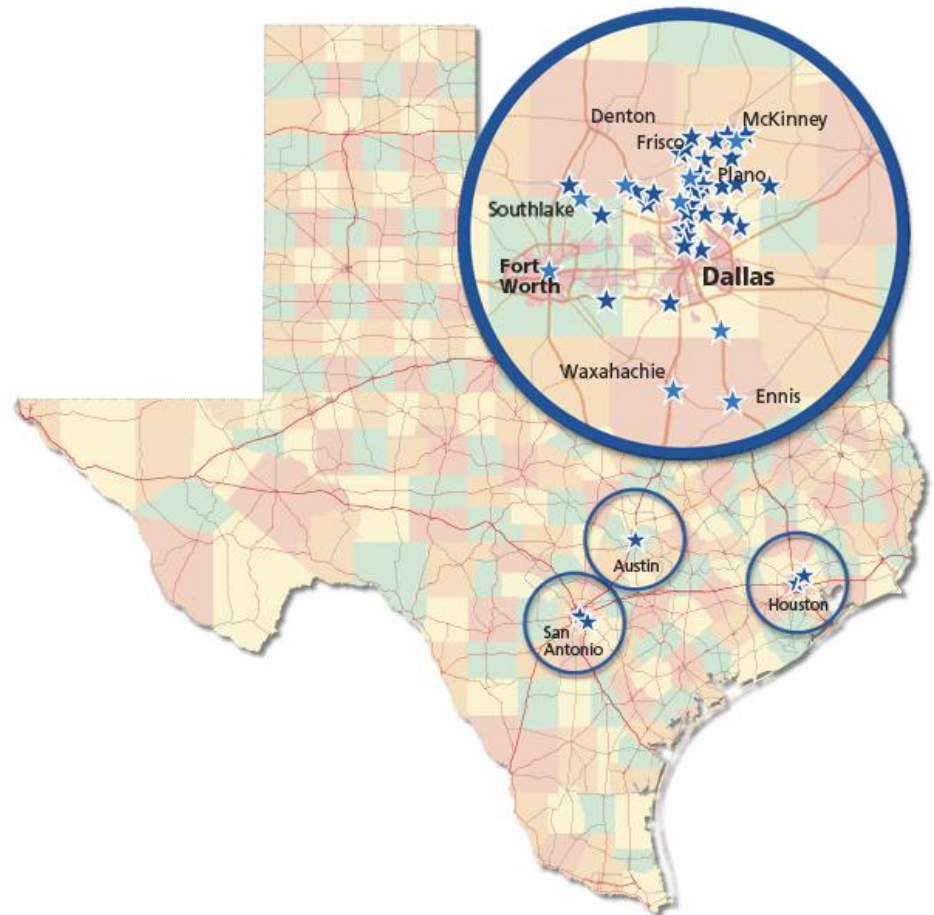 Denton
McKinney
Frisco
Plano
Southlake
Fort
Worth
Dallas
Waxahachie
Ennis
Austin
Houston
San
Antonio